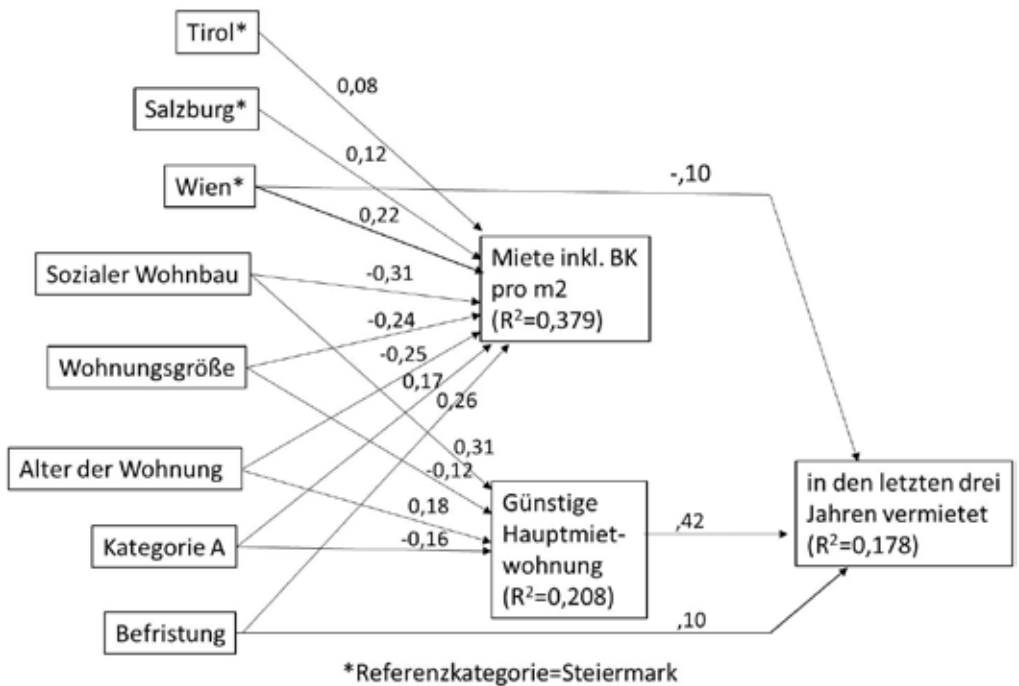 Tirol*
0,08
Salzburg*
0,12
Wien*
-,10
0,22
Miete inkl. BK
pro m2
(R²=0,379)
Sozialer Wohnbau
-0,31
-0,24
Wohnungsgröße
-0,25
0,17
0,26
Alter der Wohnung
0,31
-0,12
0,18
Günstige
Hauptmiet-
wohnung
(R²=0,208)
,42
in den letzten drei
Jahren vermietet
(R²=0,178)
Kategorie A
-0,16
Befristung
,10
*Referenzkategorie=Steiermark